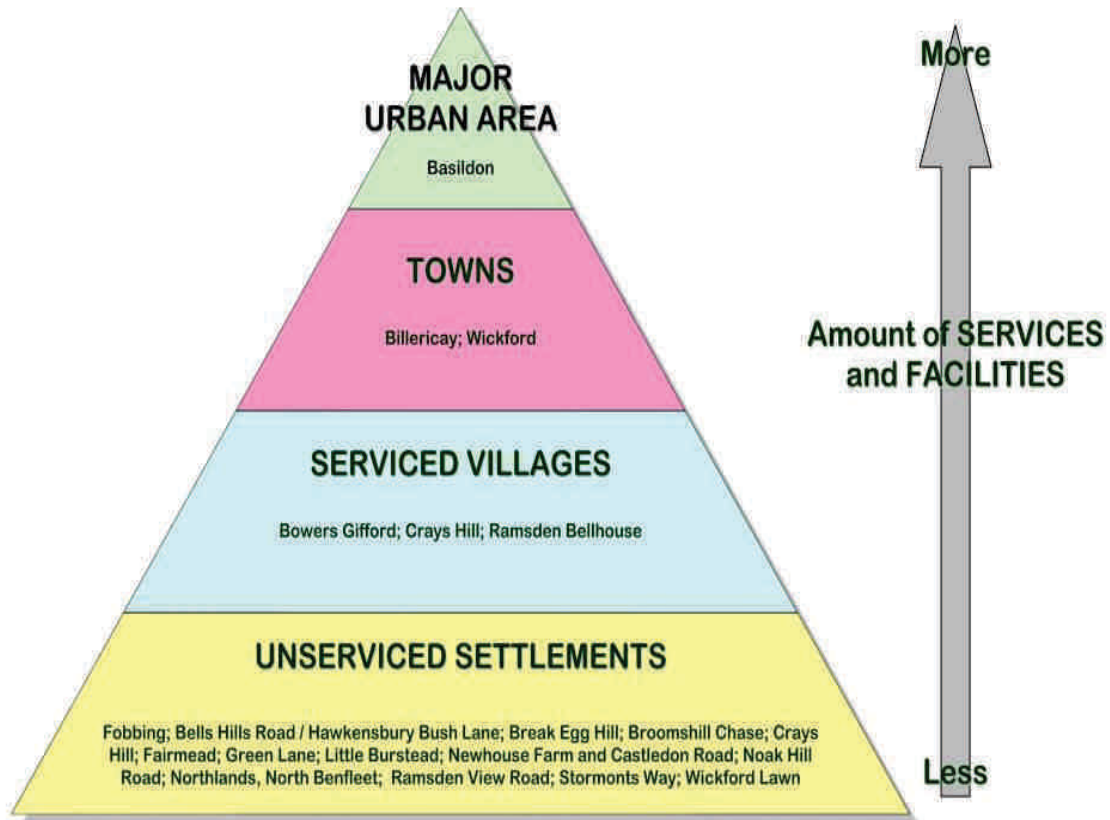 MAJOR
URBAN AREA
Basildon
TOWNS
Billericay; Wickford
SERVICED VILLAGES
Bowers Gifford; Crays Hill; Ramsden Bellhouse
UNSERVICED SETTLEMENTS
Fobbing; Bells Hills Road / Hawkensbury Bush Lane; Break Egg Hill; Broomshill Chase; Crays
Hill; Fairmead; Green Lane; Little Burstead; Newhouse Farm and Castledon Road; Noak Hill
Road; Northlands, North Benfleet; Ramsden View Road; Stormonts Way; Wickford Lawn
More
Amount of SERVICES
and FACILITIES
Less